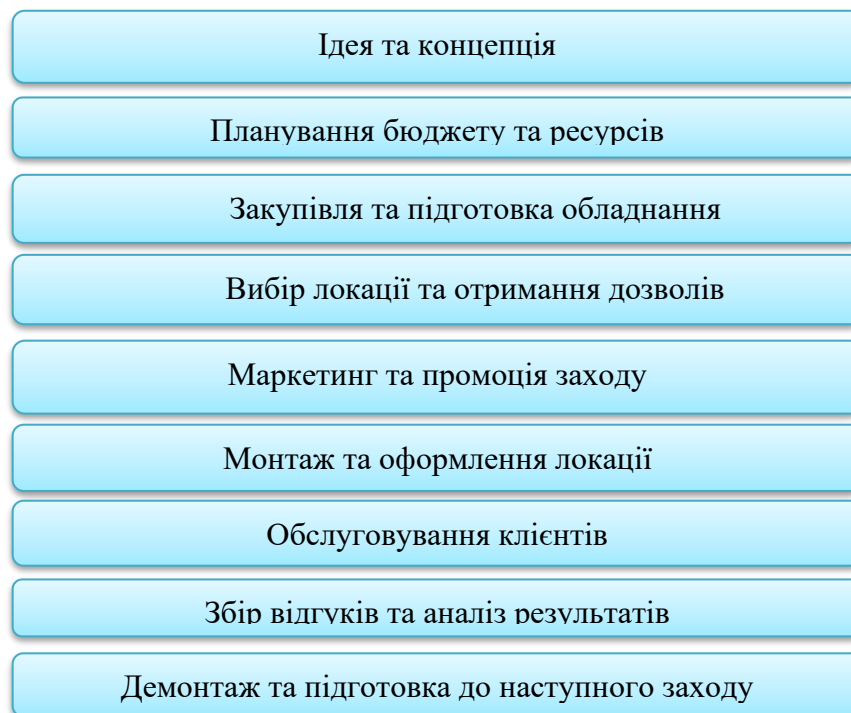 Ідея та концепція
Планування бюджету та ресурсів
Закупівля та підготовка обладнання
Вибір локації та отримання дозволів
Маркетинг та промоція заходу
Монтаж та оформлення локації
Обслуговування клієнтів
Збір відгуків та аналіз результатів
Демонтаж та підготовка до наступного заходу